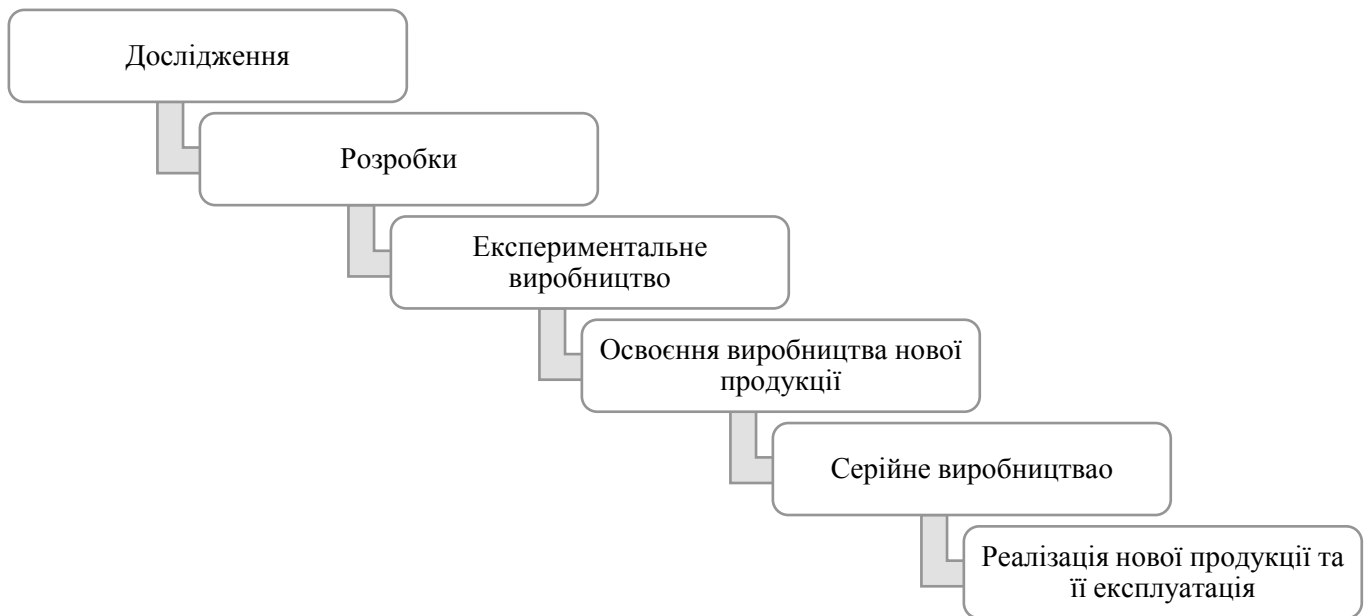 Дослідження
Розробки
Експериментальне
виробництво
Освоєння виробництва нової
продукції
Серійне виробництвао
Реалізація нової продукції та
її експлуатація